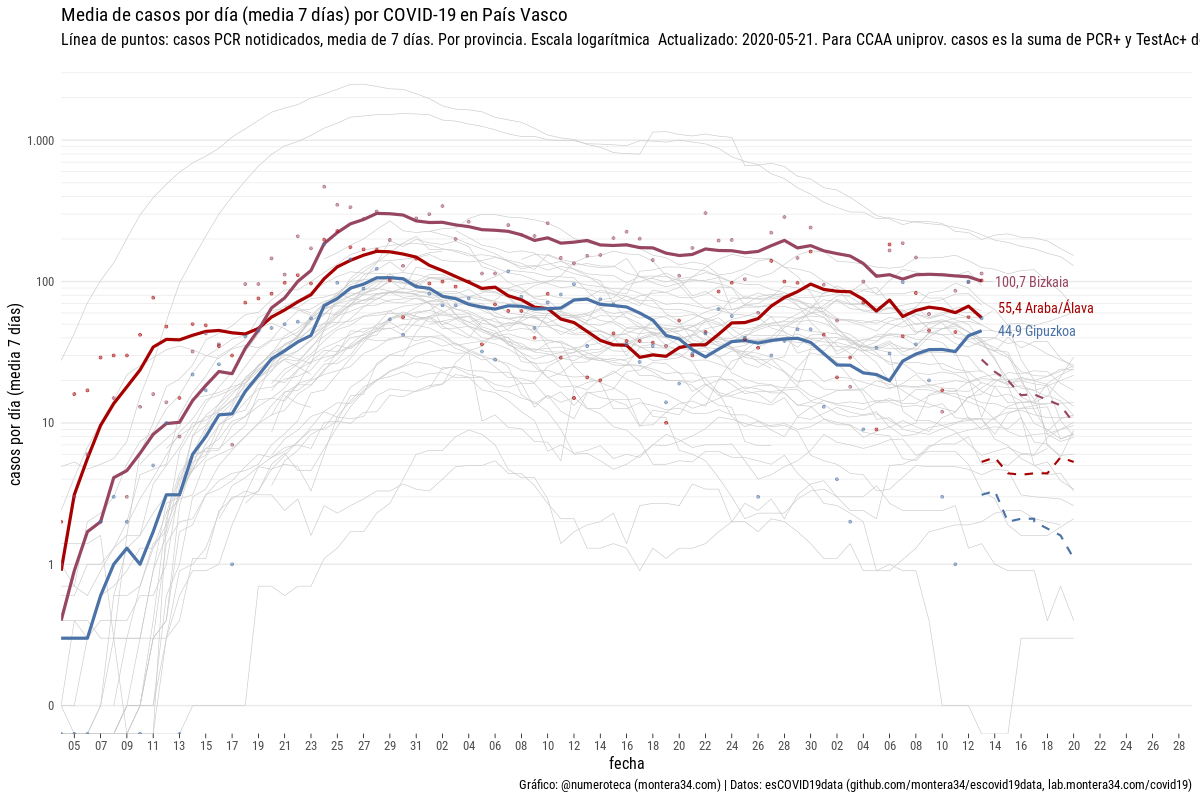 Media de casos por día (media 7 días) por COVID-19 en País Vasco
Línea de puntos: casos PCR notidicados, media de 7 días. Por provincia. Escala logarítmica  Actualizado: 2020-05-21. Para CCAA uniprov. casos es la suma de PCR+ y TestAc+ d
casos por día (media 7 días)
1.000
100
10
1
0
100,7 Bizkaia
55,4 Araba/Álava
44,9 Gipuzkoa
05 07 09 11 13 15 17 19 21 23 25 27 29 31 02 04 06 08 10 12 14 16 18 20 22 24 26 28 30 02 04 06 08 10 12 14 16 18 20 22 24 26 28
fecha
Gráfico: @numeroteca (montera34.com) | Datos: esCOVID19data (github.com/montera34/escovid19data, lab.montera34.com/covid19)